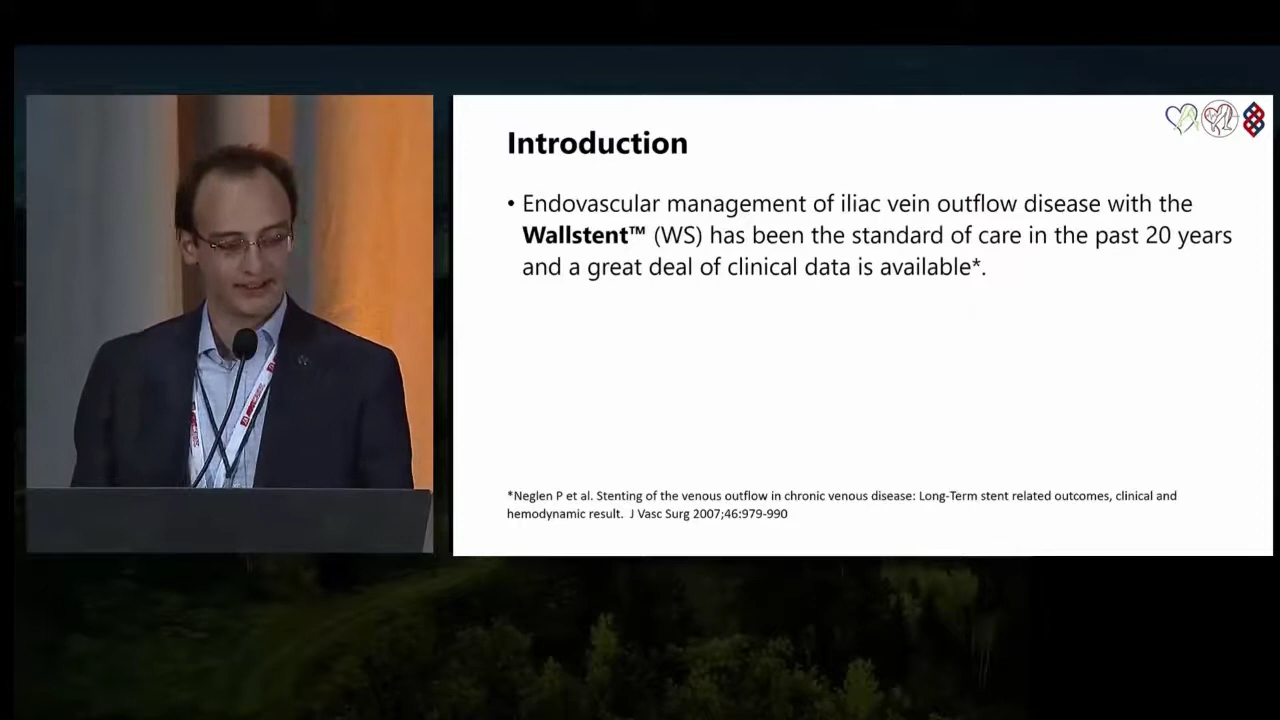 Introduction
• Endovascular management of iliac vein outflow disease with the
Wallstent™ (WS) has been the standard of care in the past 20 years
and a great deal of clinical data is available*.
*Neglen P et al. Stenting of the venous outflow in chronic venous disease: Long-Term stent related outcomes, clinical and
hemodynamic result. J Vasc Surg 2007;46:979-990